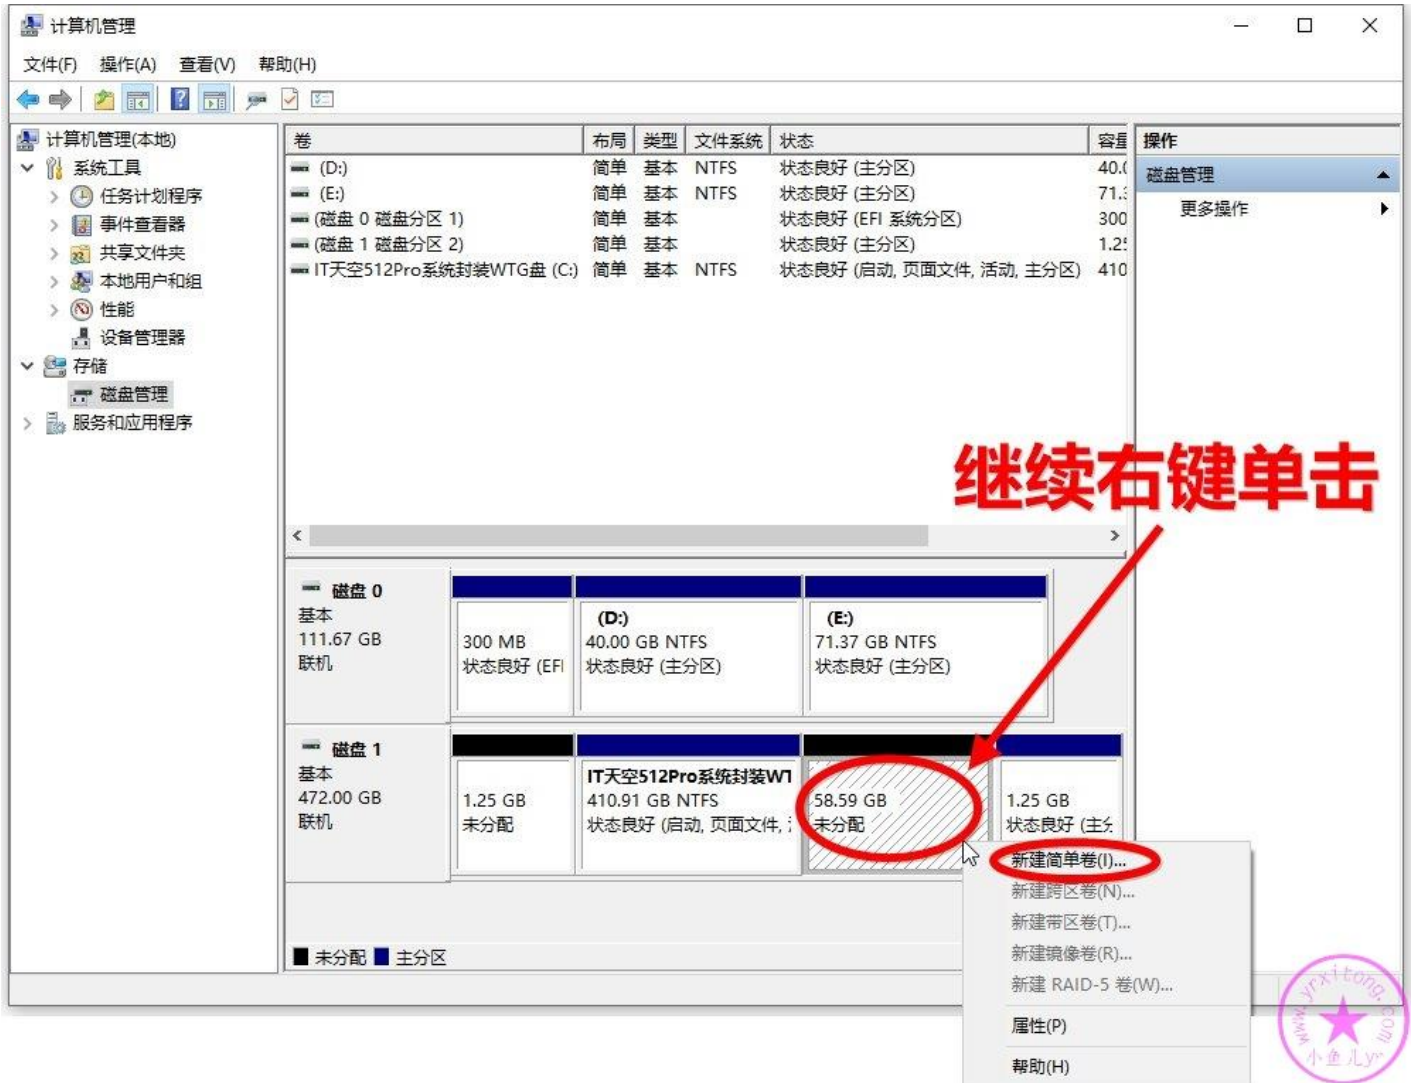 计算机管理
文件(F) 操作(A) 查看(V) 帮助(H)
计算机管理(本地)
系统工具
任务计划程序
事件查看器
共享文件夹
本地用户和组
性能
设备管理器
存储
磁盘管理
服务和应用程序
卷 布局 类型 文件系统 状态 容量
(D:) 简单 基本 NTFS 状态良好 (主分区) 40.0
(E:) 简单 基本 NTFS 状态良好 (主分区) 71.3
(磁盘 0 磁盘分区 1) 简单 基本 状态良好 (EFI 系统分区) 300
(磁盘 1 磁盘分区 2) 简单 基本 状态良好 (主分区) 1.25
IT天空512Pro系统封装WTG盘 (C:) 简单 基本 NTFS 状态良好 (启动, 页面文件, 活动, 主分区) 410
操作
磁盘管理
更多操作
继续右键单击
磁盘 0
基本
111.67 GB
联机
300 MB
状态良好 (EFI
(D:)
40.00 GB NTFS
状态良好 (主分区)
(E:)
71.37 GB NTFS
状态良好 (主分区)
磁盘 1
基本
472.00 GB
联机
1.25 GB
未分配
IT天空512Pro系统封装WT
410.91 GB NTFS
状态良好 (启动, 页面文件,
58.59 GB
未分配
1.25 GB
状态良好 (主分
新建简单卷(I)...
新建跨区卷(N)...
新建带区卷(T)...
新建镜像卷(R)...
新建 RAID-5 卷(W)...
属性(P)
帮助(H)
未分配 主分区
www.yrxitong.com
小鱼儿yr